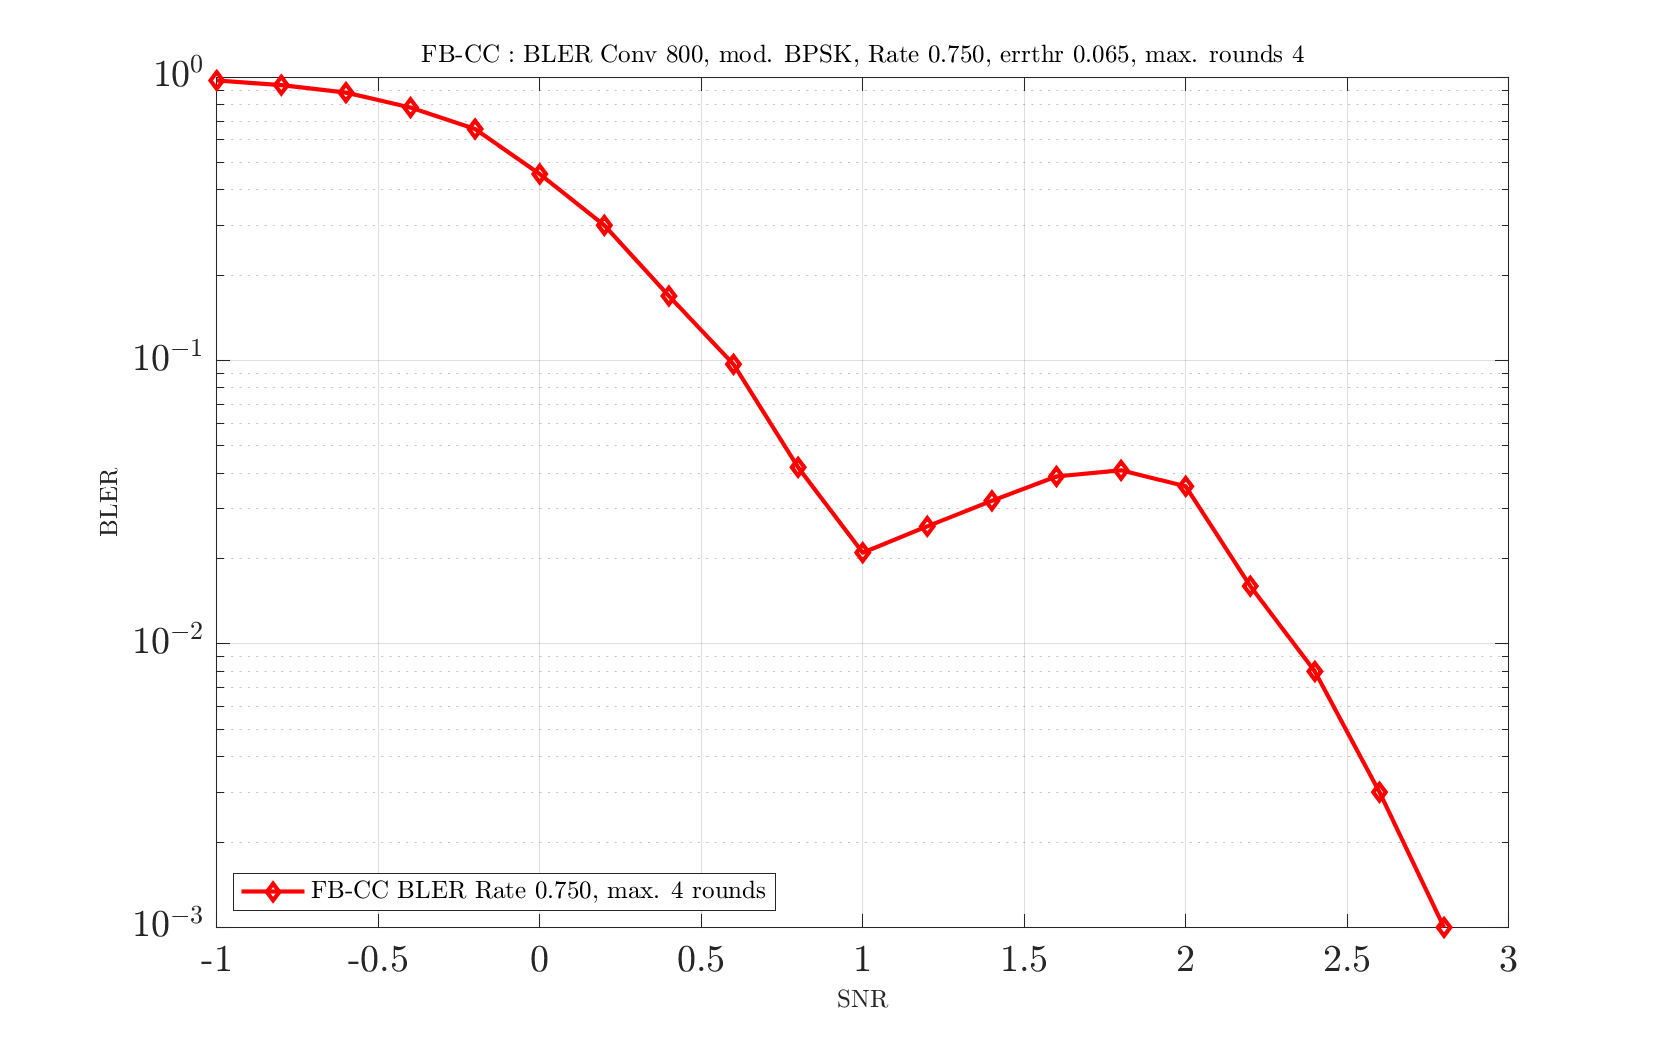 FB-CC : BLER Conv 800, mod. BPSK, Rate 0.750, errthr 0.065, max. rounds 4
10⁰
10⁻¹
10⁻²
10⁻³
BLER
FB-CC BLER Rate 0.750, max. 4 rounds
-1 -0.5 0 0.5 1 1.5 2 2.5 3
SNR